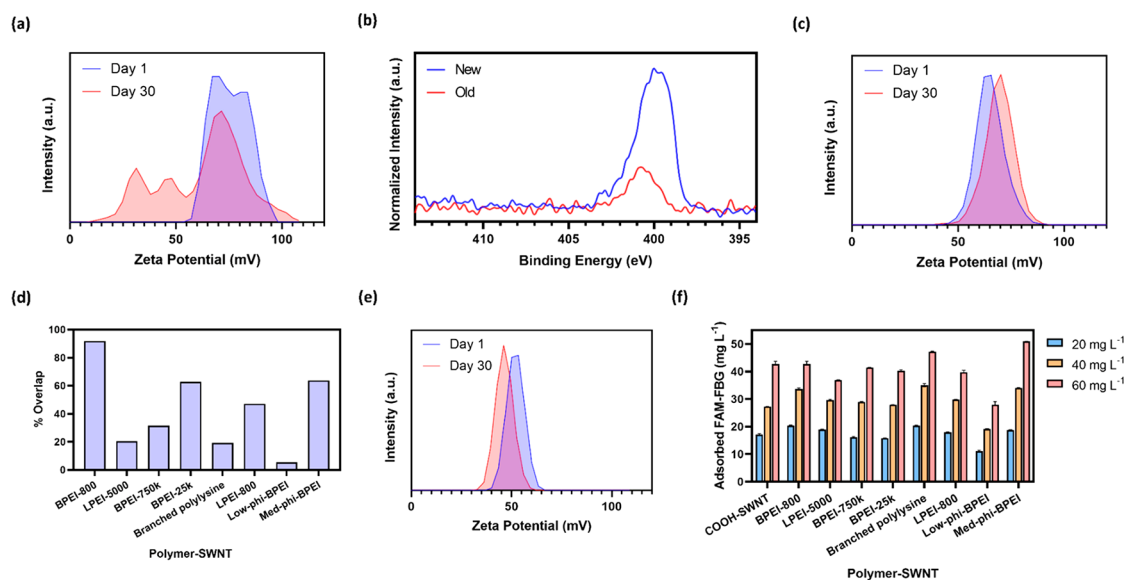 (a)
Day 1
Day 30
Intensity (a.u.)
0 50 100
Zeta Potential (mV)
(b)
New
Old
Normalized Intensity (a.u.)
410 405 400 395
Binding Energy (eV)
(c)
Day 1
Day 30
Intensity (a.u.)
0 50 100
Zeta Potential (mV)
(d)
100
80
60
40
20
0
% Overlap
BPEI-800
LPEI-5000
BPEI-750k
BPEI-25k
Branched polylysine
LPEI-800
Low-phi-BPEI
Med-phi-BPEI
Polymer-SWNT
(e)
Day 1
Day 30
Intensity (a.u.)
0 50 100
Zeta Potential (mV)
(f)
50
40
30
20
10
0
Adsorbed FAM-FBG (mg L⁻¹)
20 mg L⁻¹
40 mg L⁻¹
60 mg L⁻¹
COOH-SWNT
BPEI-800
LPEI-5000
BPEI-750k
BPEI-25k
Branched polylysine
LPEI-800
Low-phi-BPEI
Med-phi-BPEI
Polymer-SWNT